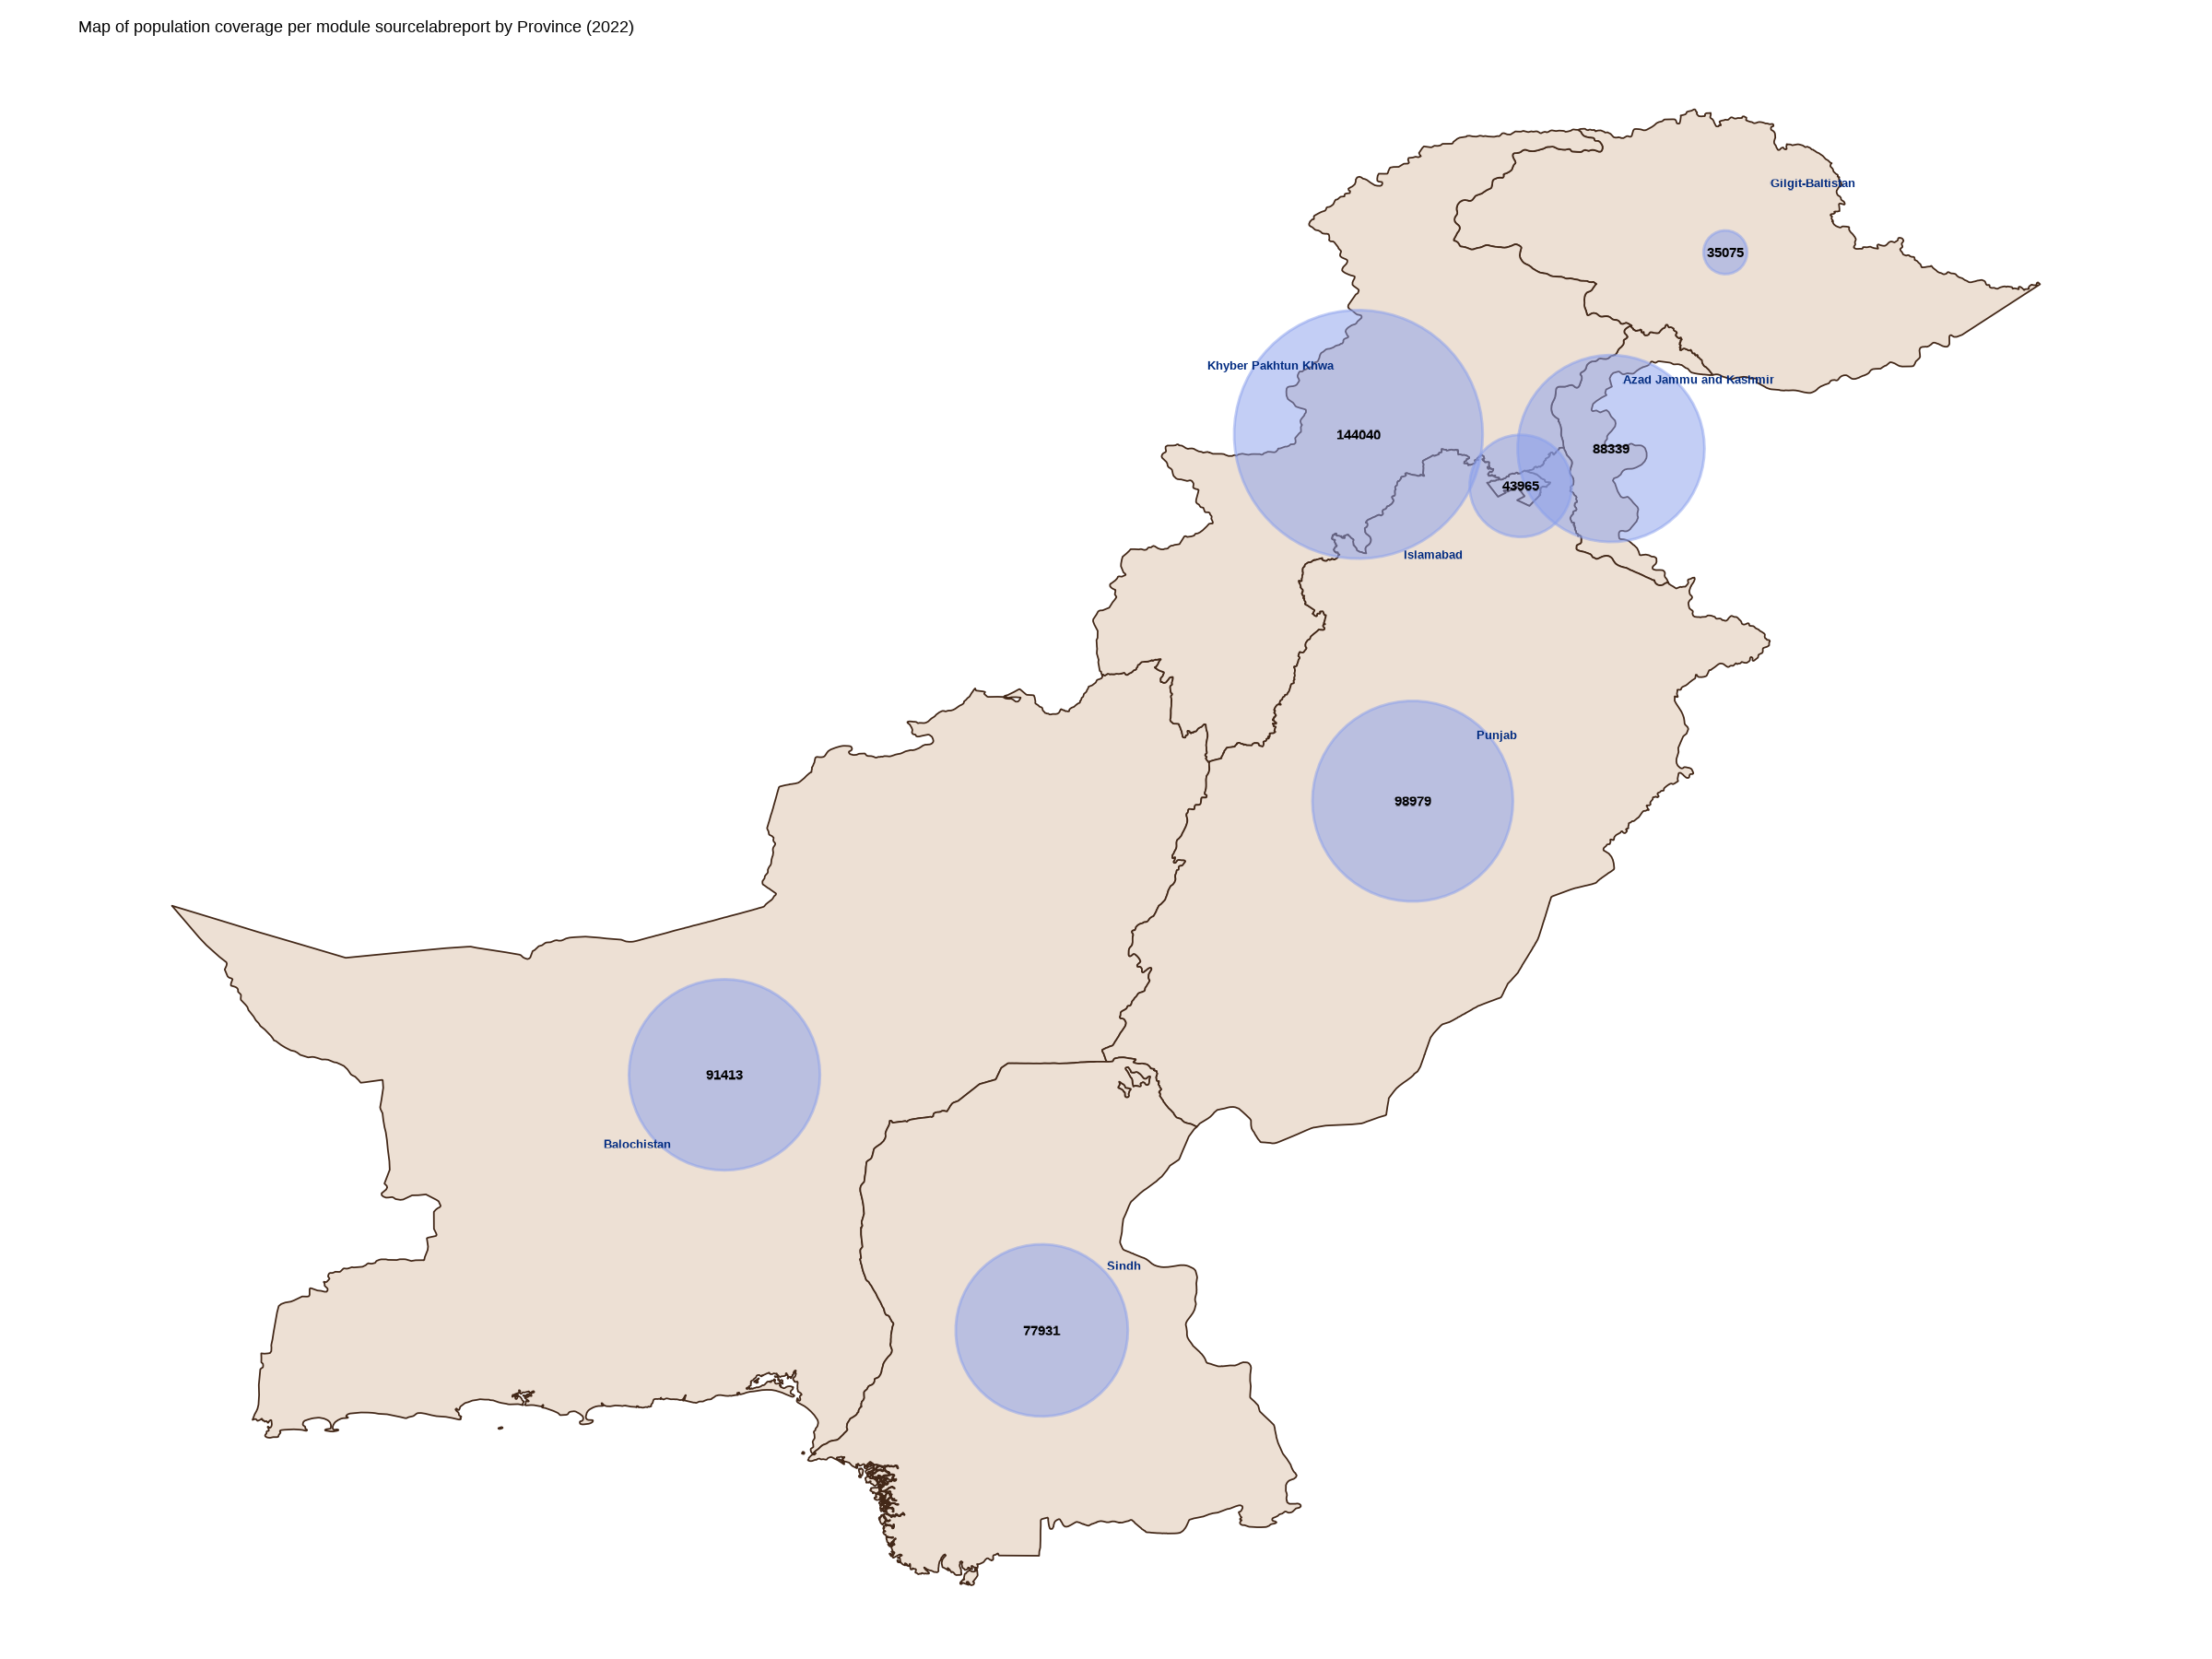 Map of population coverage per module sourcelabreport by Province (2022)
Gilgit-Baltistan
35075
Khyber Pakhtun Khwa
Azad Jammu and Kashmir
144040
88339
43965
Islamabad
Punjab
98979
91413
Balochistan
Sindh
77931